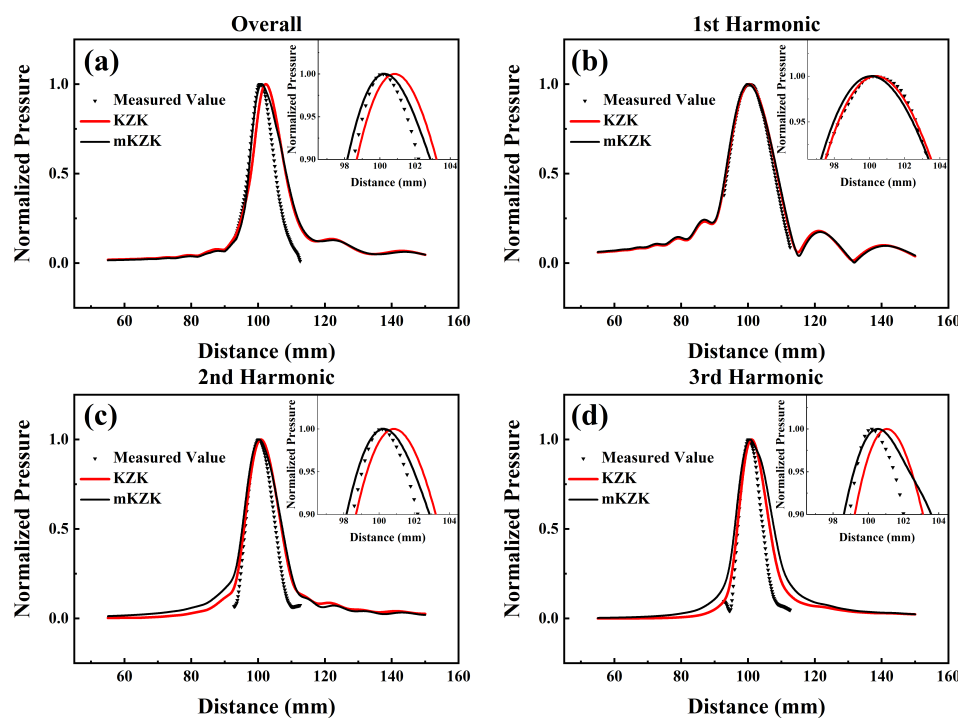 Overall
(a)
Measured Value
KZK
mKZK
Normalized Pressure
1.0
0.5
0.0
60 80 100 120 140 160
Distance (mm)
Normalized Pressure
1.00
0.95
0.90
98 100 102 104
Distance (mm)
1st Harmonic
(b)
Measured Value
KZK
mKZK
Normalized Pressure
1.0
0.5
0.0
60 80 100 120 140 160
Distance (mm)
Normalized Pressure
1.00
0.95
98 100 102 104
Distance (mm)
2nd Harmonic
(c)
Measured Value
KZK
mKZK
Normalized Pressure
1.0
0.5
0.0
60 80 100 120 140 160
Distance (mm)
Normalized Pressure
1.00
0.95
0.90
98 100 102 104
Distance (mm)
3rd Harmonic
(d)
Measured Value
KZK
mKZK
Normalized Pressure
1.0
0.5
0.0
60 80 100 120 140 160
Distance (mm)
Normalized Pressure
1.00
0.95
0.90
98 100 102 104
Distance (mm)